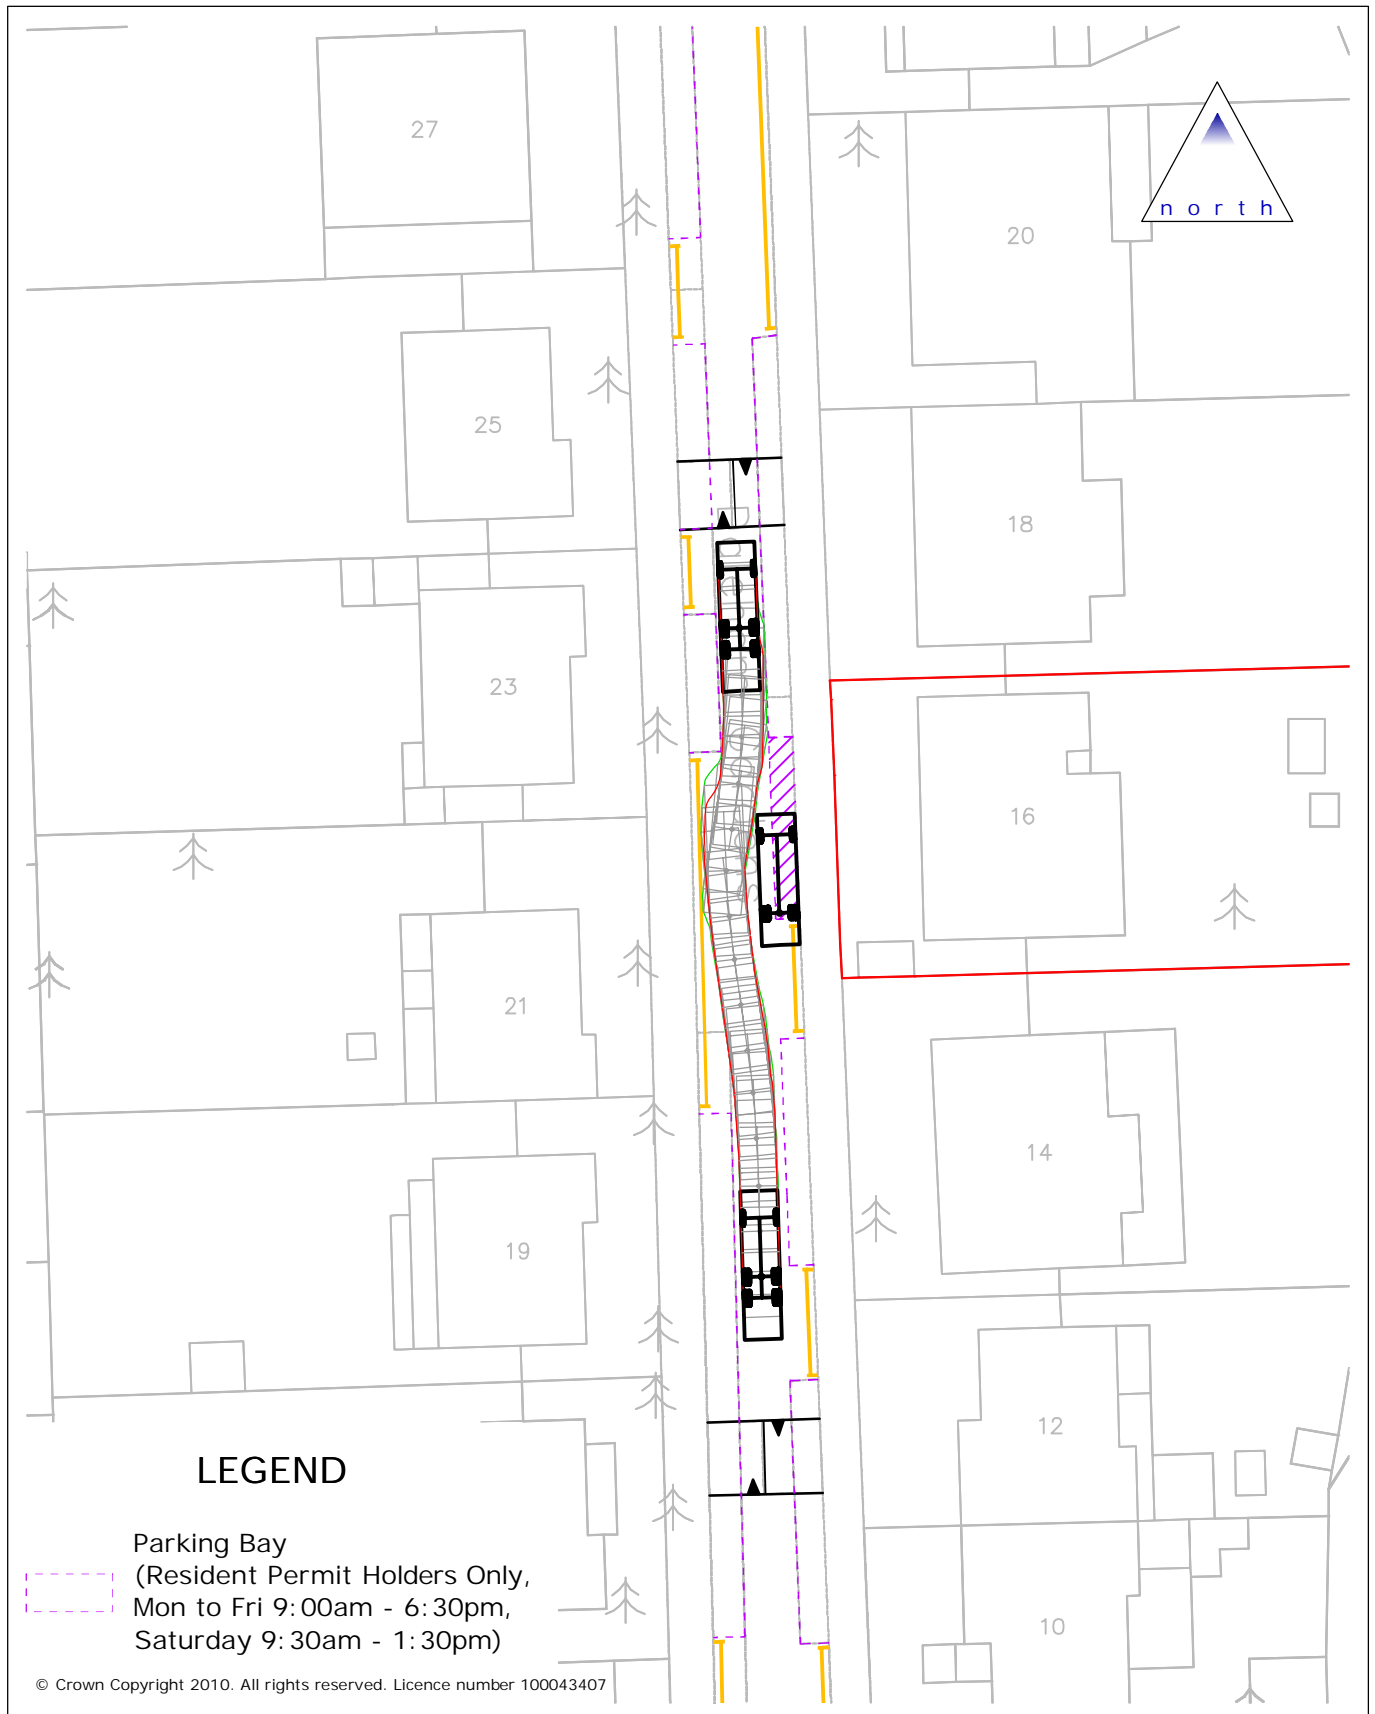 27
north
20
25
18
23
16
21
14
19
12
LEGEND
Parking Bay
(Resident Permit Holders Only,
Mon to Fri 9:00am - 6:30pm,
Saturday 9:30am - 1:30pm)
10
© Crown Copyright 2010. All rights reserved. Licence number 100043407